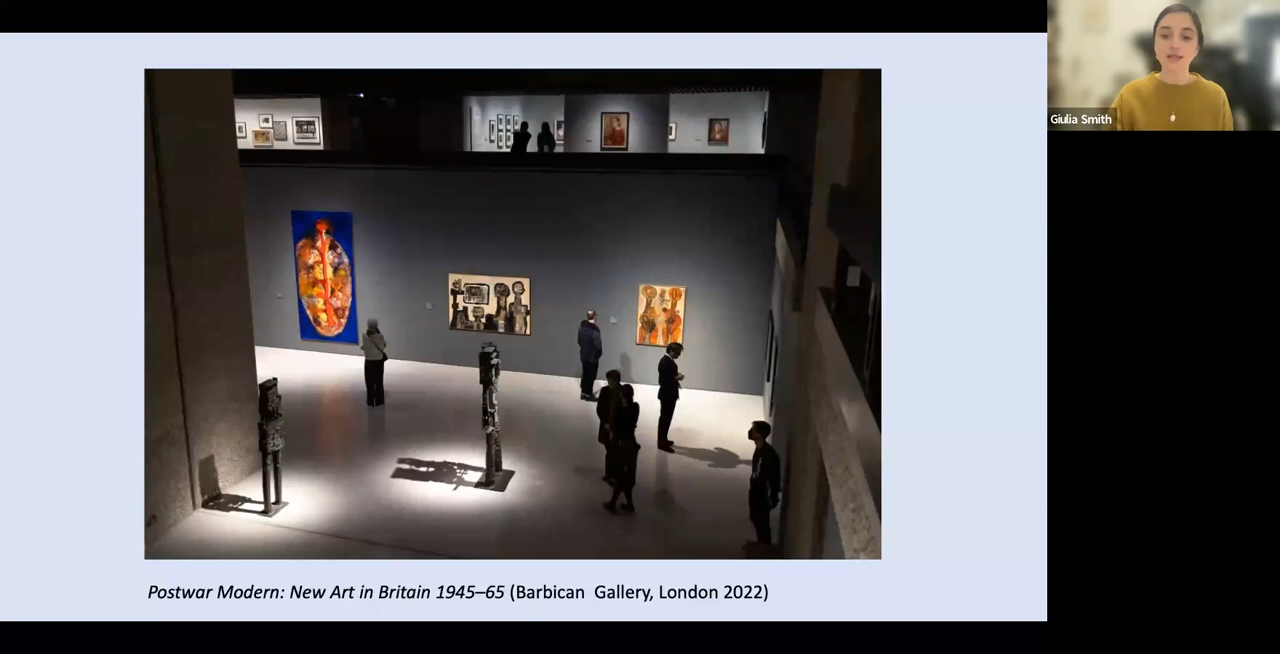 Giulia Smith
Postwar Modern: New Art in Britain 1945–65 (Barbican  Gallery, London 2022)